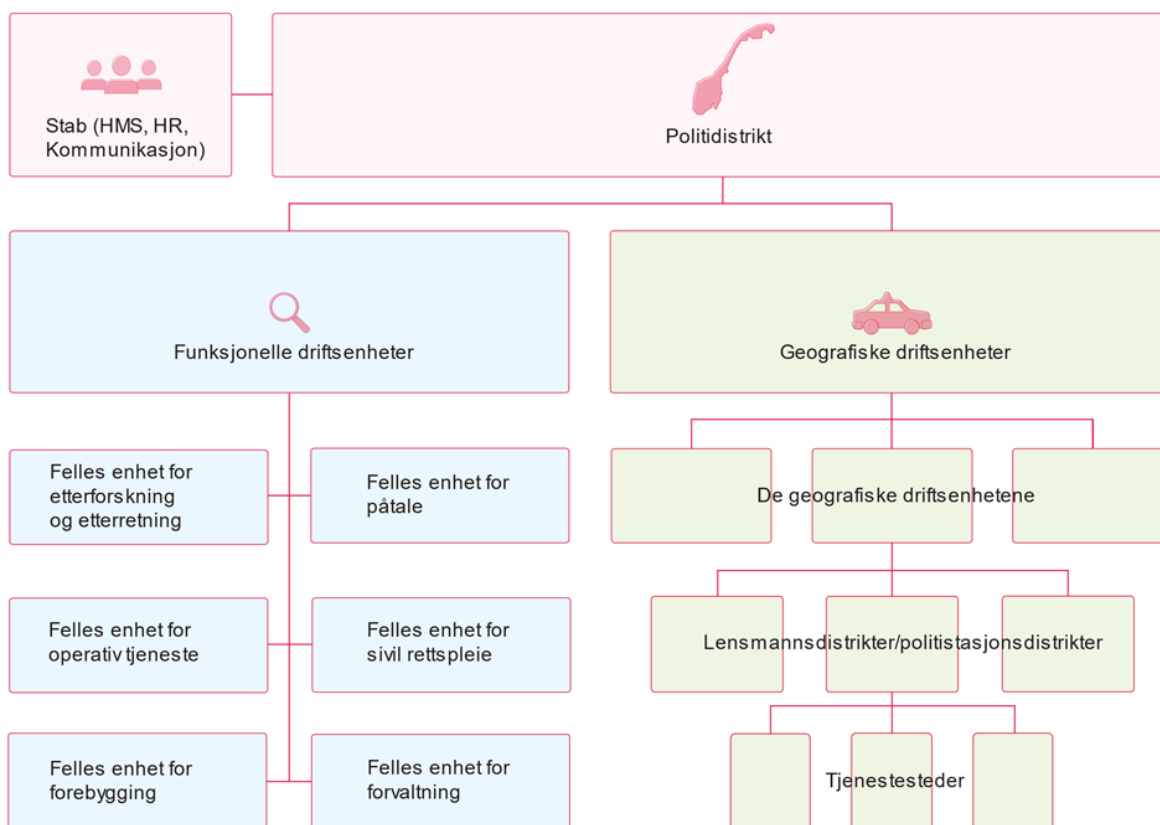 Stab (HMS, HR,
Kommunikasjon)
Politidistrikt
Funksjonelle driftsenheter
Geografiske driftsenheter
Felles enhet for
etterforskning
og etterretning
Felles enhet for
påtale
De geografiske driftsenhetene
Felles enhet for
operativ tjeneste
Felles enhet for
sivil rettspleie
Lensmannsdistrikter/politistasjonsdistrikter
Felles enhet for
forebygging
Felles enhet for
forvaltning
Tjenestesteder